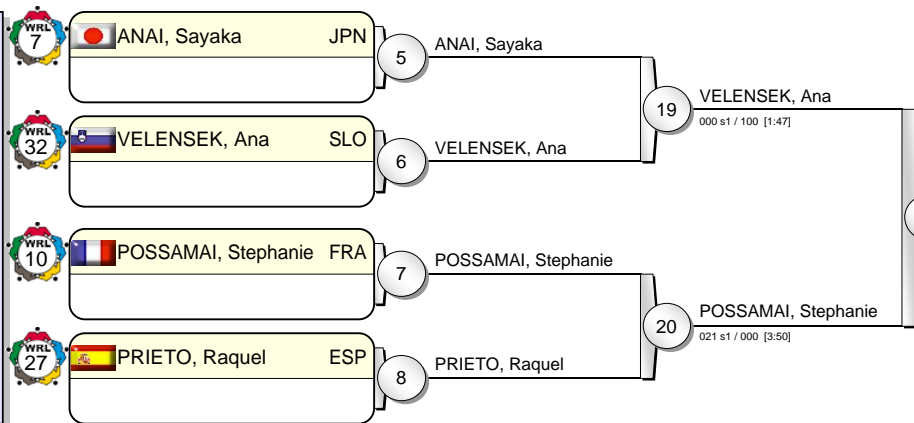 WRL
7
ANAI, Sayaka JPN
5
ANAI, Sayaka
WRL
32
VELENSEK, Ana SLO
6
VELENSEK, Ana
19
VELENSEK, Ana
000 s1 / 100 [1:47]
WRL
10
POSSAMAI, Stephanie FRA
7
POSSAMAI, Stephanie
WRL
27
PRIETO, Raquel ESP
8
PRIETO, Raquel
20
POSSAMAI, Stephanie
021 s1 / 000 [3:50]